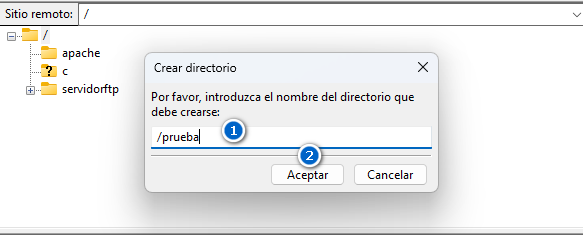 Sitio remoto: /
/
apache
? c
servidorftp
Crear directorio
Por favor, introduzca el nombre del directorio que
debe crearse:
/prueba 1
2
Aceptar Cancelar